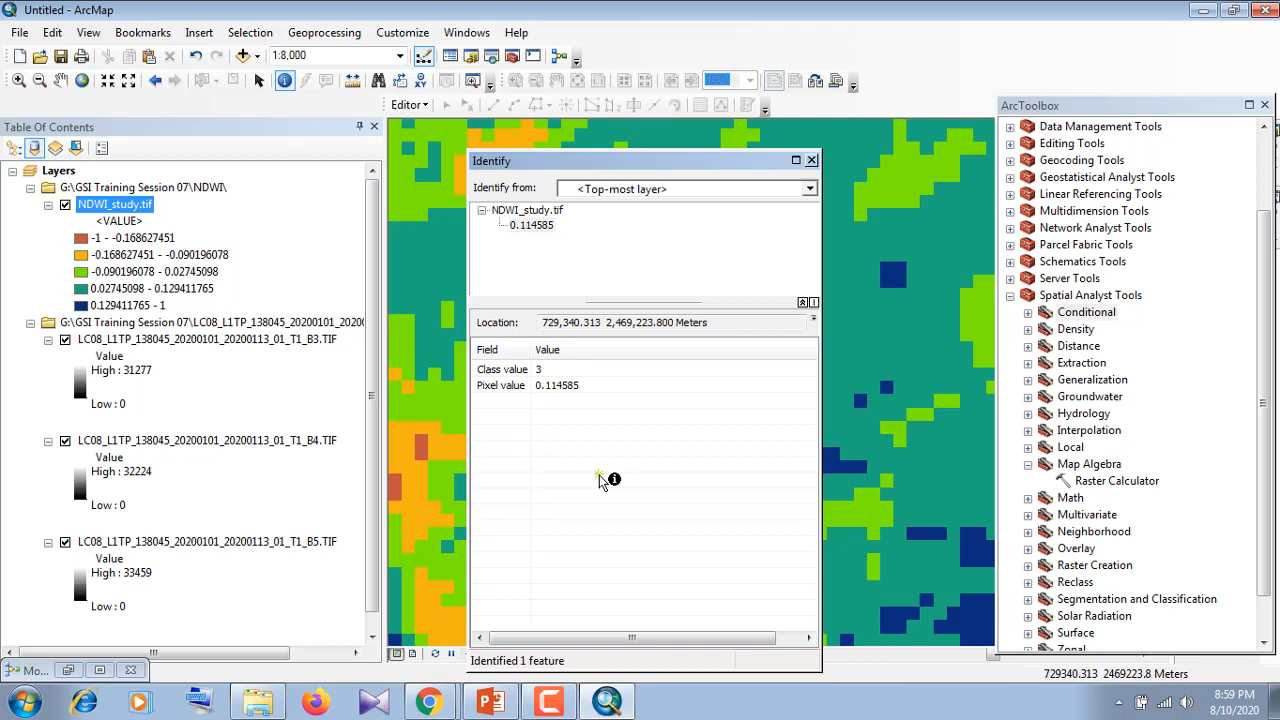 Untitled - ArcMap
File Edit View Bookmarks Insert Selection Geoprocessing Customize Windows Help
1:8,000
100%
Editor
Table Of Contents
Layers
G:\GSI Training Session 07\NDWI\
NDWI_study.tif
<VALUE>
-1 - -0.168627451
-0.168627451 - -0.090196078
-0.090196078 - 0.02745098
0.02745098 - 0.129411765
0.129411765 - 1
G:\GSI Training Session 07\LC08_L1TP_138045_20200101_20200
LC08_L1TP_138045_20200101_20200113_01_T1_B3.TIF
Value
High : 31277
Low : 0
LC08_L1TP_138045_20200101_20200113_01_T1_B4.TIF
Value
High : 32224
Low : 0
LC08_L1TP_138045_20200101_20200113_01_T1_B5.TIF
Value
High : 33459
Low : 0
Mo...
Identify
Identify from: <Top-most layer>
NDWI_study.tif
0.114585
Location: 729,340.313 2,469,223.800 Meters
Field Value
Class value 3
Pixel value 0.114585
Identified 1 feature
ArcToolbox
Data Management Tools
Editing Tools
Geocoding Tools
Geostatistical Analyst Tools
Linear Referencing Tools
Multidimension Tools
Network Analyst Tools
Parcel Fabric Tools
Schematics Tools
Server Tools
Spatial Analyst Tools
Conditional
Density
Distance
Extraction
Generalization
Groundwater
Hydrology
Interpolation
Local
Map Algebra
Raster Calculator
Math
Multivariate
Neighborhood
Overlay
Raster Creation
Reclass
Segmentation and Classification
Solar Radiation
Surface
Zonal
729340.313 2469223.8 Meters
8:59 PM
8/10/2020